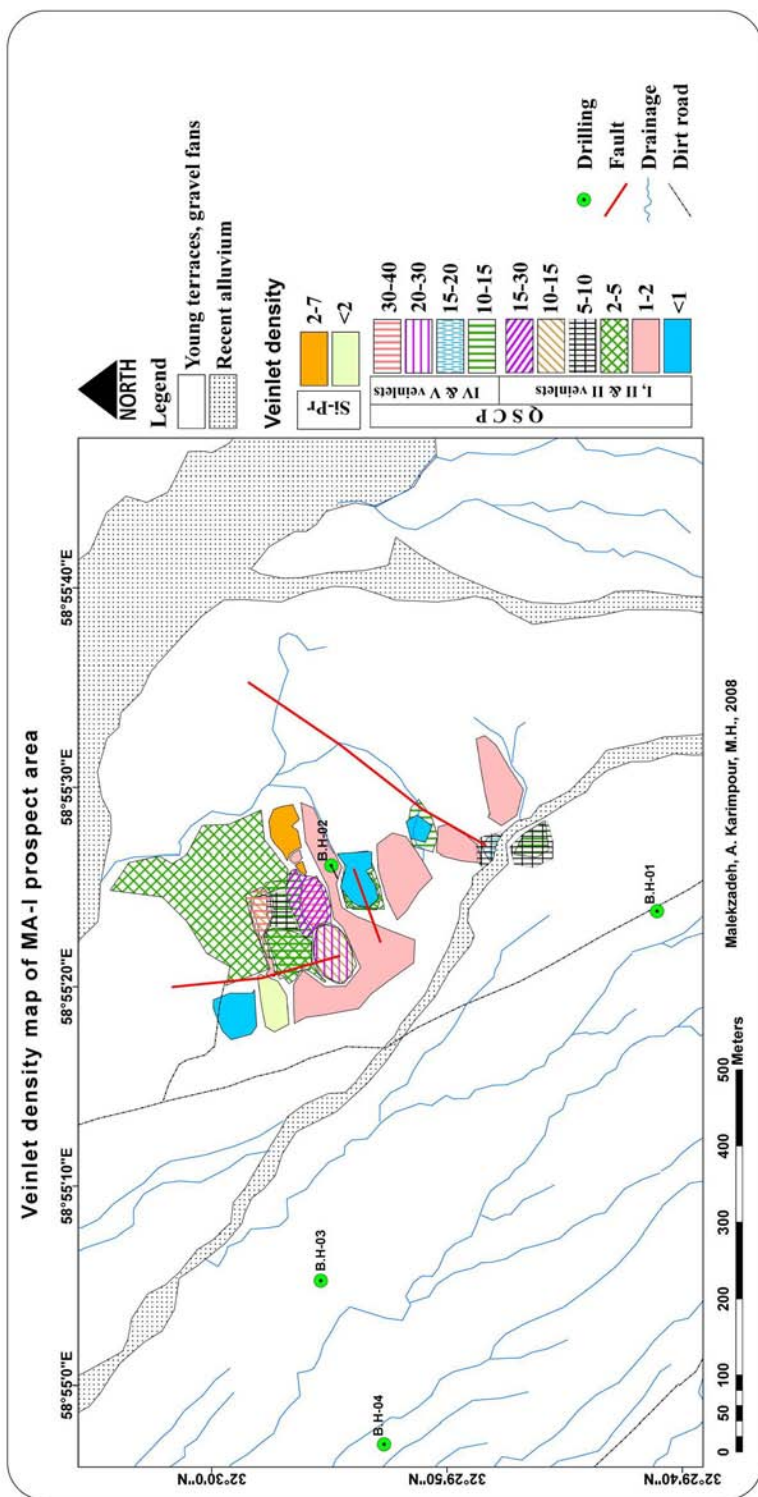 Veinlet density map of MA-I prospect area
58°55'0"E
58°55'10"E
58°55'20"E
58°55'30"E
58°55'40"E
32°30'0"N
32°29'50"N
32°29'40"N
B.H-04
B.H-03
B.H-02
B.H-01
0 50 100 200 300 400 500
Meters
Malekzadeh, A. Karimpour, M.H., 2008
NORTH
Legend
Young terraces, gravel fans
Recent alluvium
Veinlet density
Si-Pr
2-7
<2
Q S C P
IV & V veinlets
30-40
20-30
15-20
10-15
I, II & II veinlets
15-30
10-15
5-10
2-5
1-2
<1
Drilling
Fault
Drainage
Dirt road